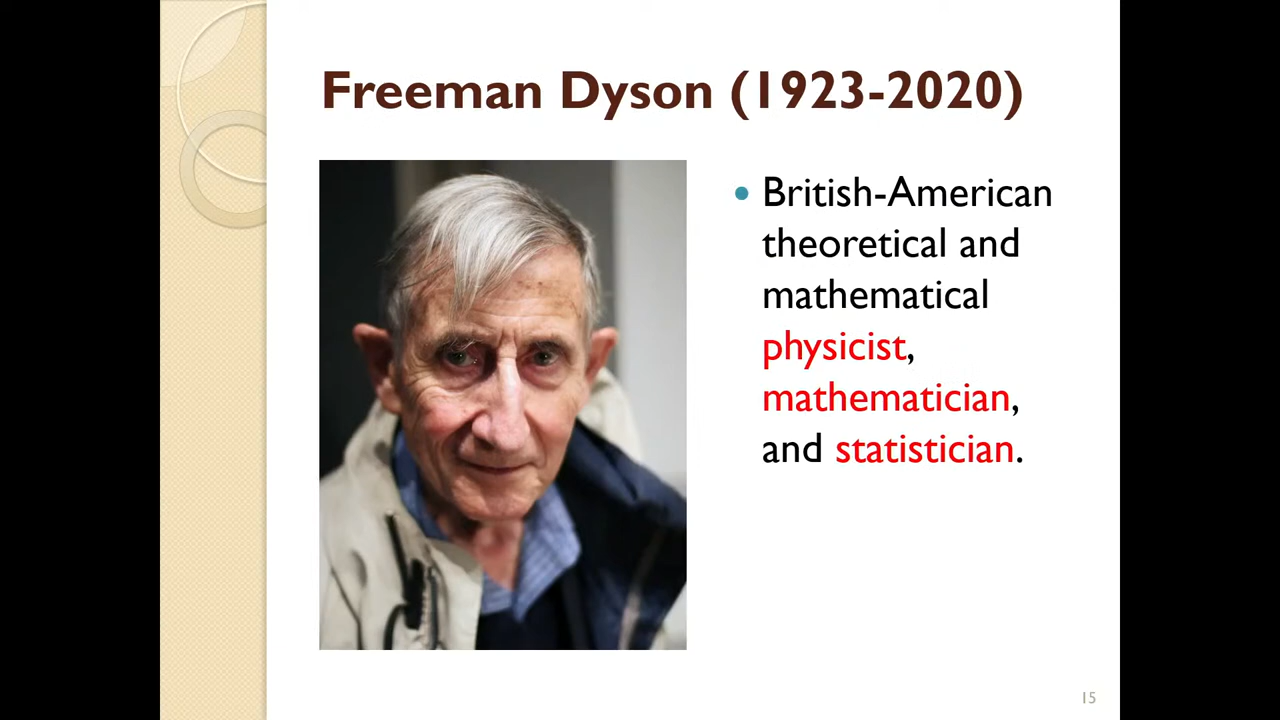 Freeman Dyson (1923-2020)
• British-American
theoretical and
mathematical
physicist,
mathematician,
and statistician.
15